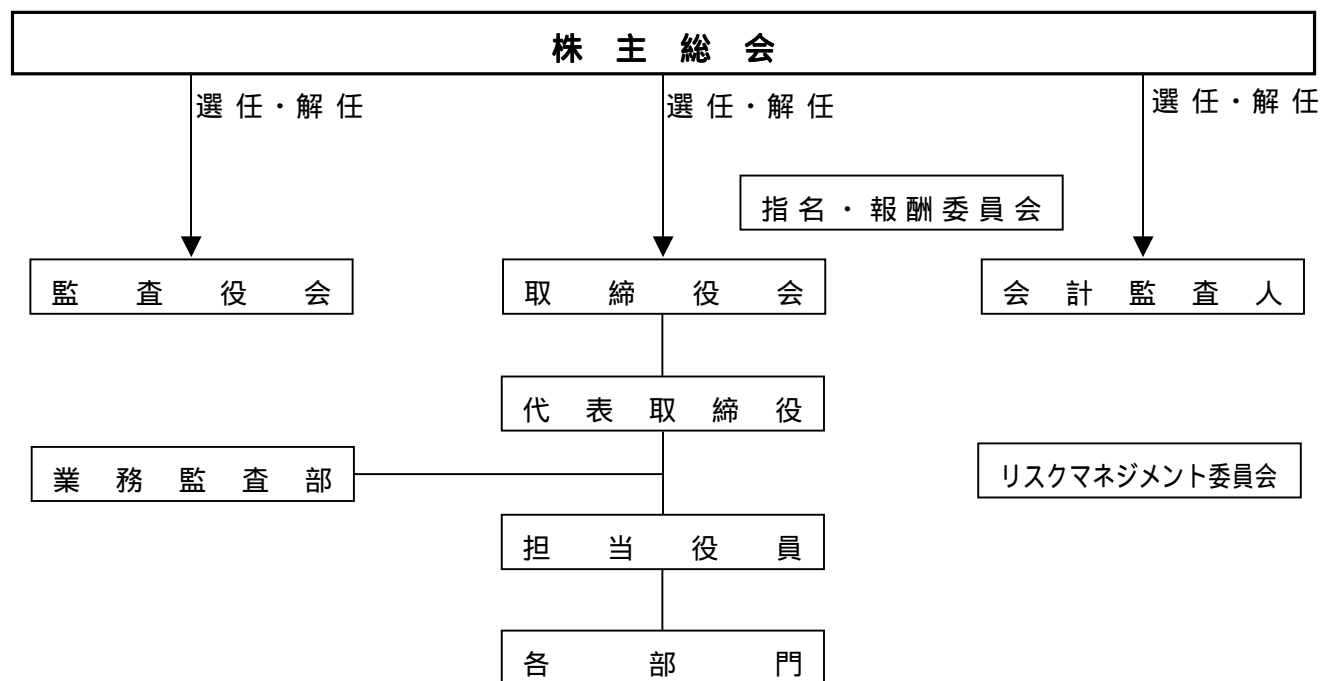 株主総会
選任・解任
選任・解任
選任・解任
指名・報酬委員会
監査役会
取締役会
会計監査人
代表取締役
業務監査部
リスクマネジメント委員会
担当役員
各部門